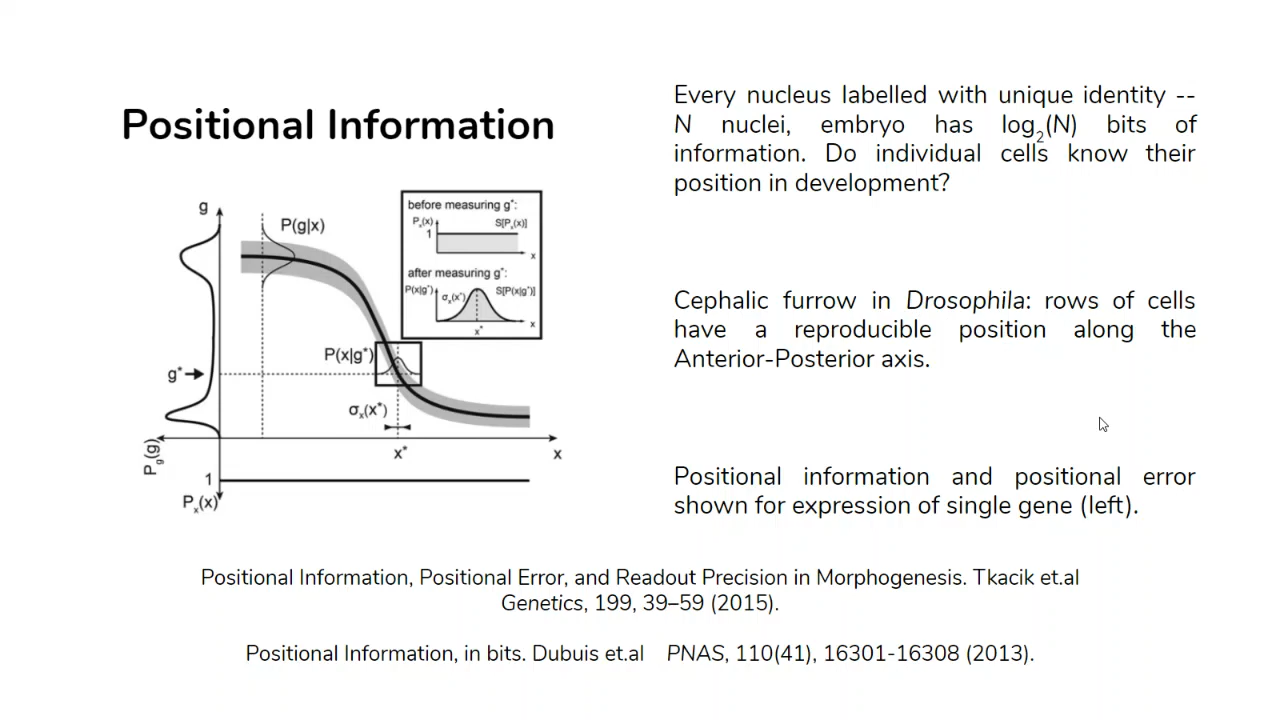 Positional Information
Every nucleus labelled with unique identity --
N nuclei, embryo has log2(N) bits of
information. Do individual cells know their
position in development?
Cephalic furrow in Drosophila: rows of cells
have a reproducible position along the
Anterior-Posterior axis.
Positional information and positional error
shown for expression of single gene (left).
g
P(g|x)
before measuring g*:
Px(x)
S[Px(x)]
1
x
after measuring g*:
P(x|g*)
σx(x*)
S[P(x|g*)]
x
x*
P(x|g*)
g*
σx(x*)
Pg(g)
x*
x
1
Px(x)
Positional Information, Positional Error, and Readout Precision in Morphogenesis. Tkacik et.al
Genetics, 199, 39–59 (2015).
Positional Information, in bits. Dubuis et.al PNAS, 110(41), 16301-16308 (2013).